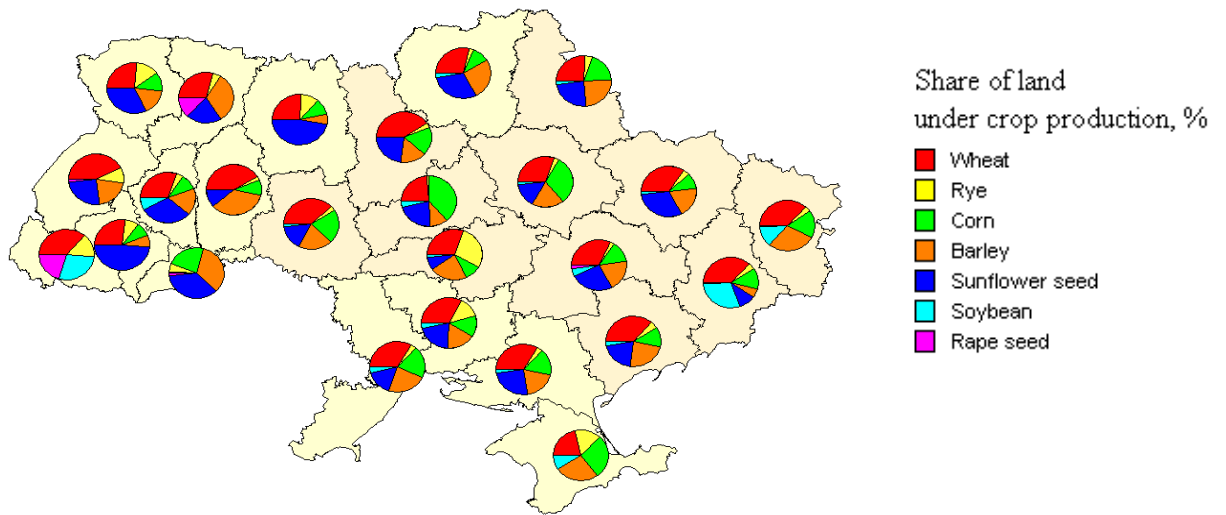 Share of land
under crop production, %
Wheat
Rye
Corn
Barley
Sunflower seed
Soybean
Rape seed